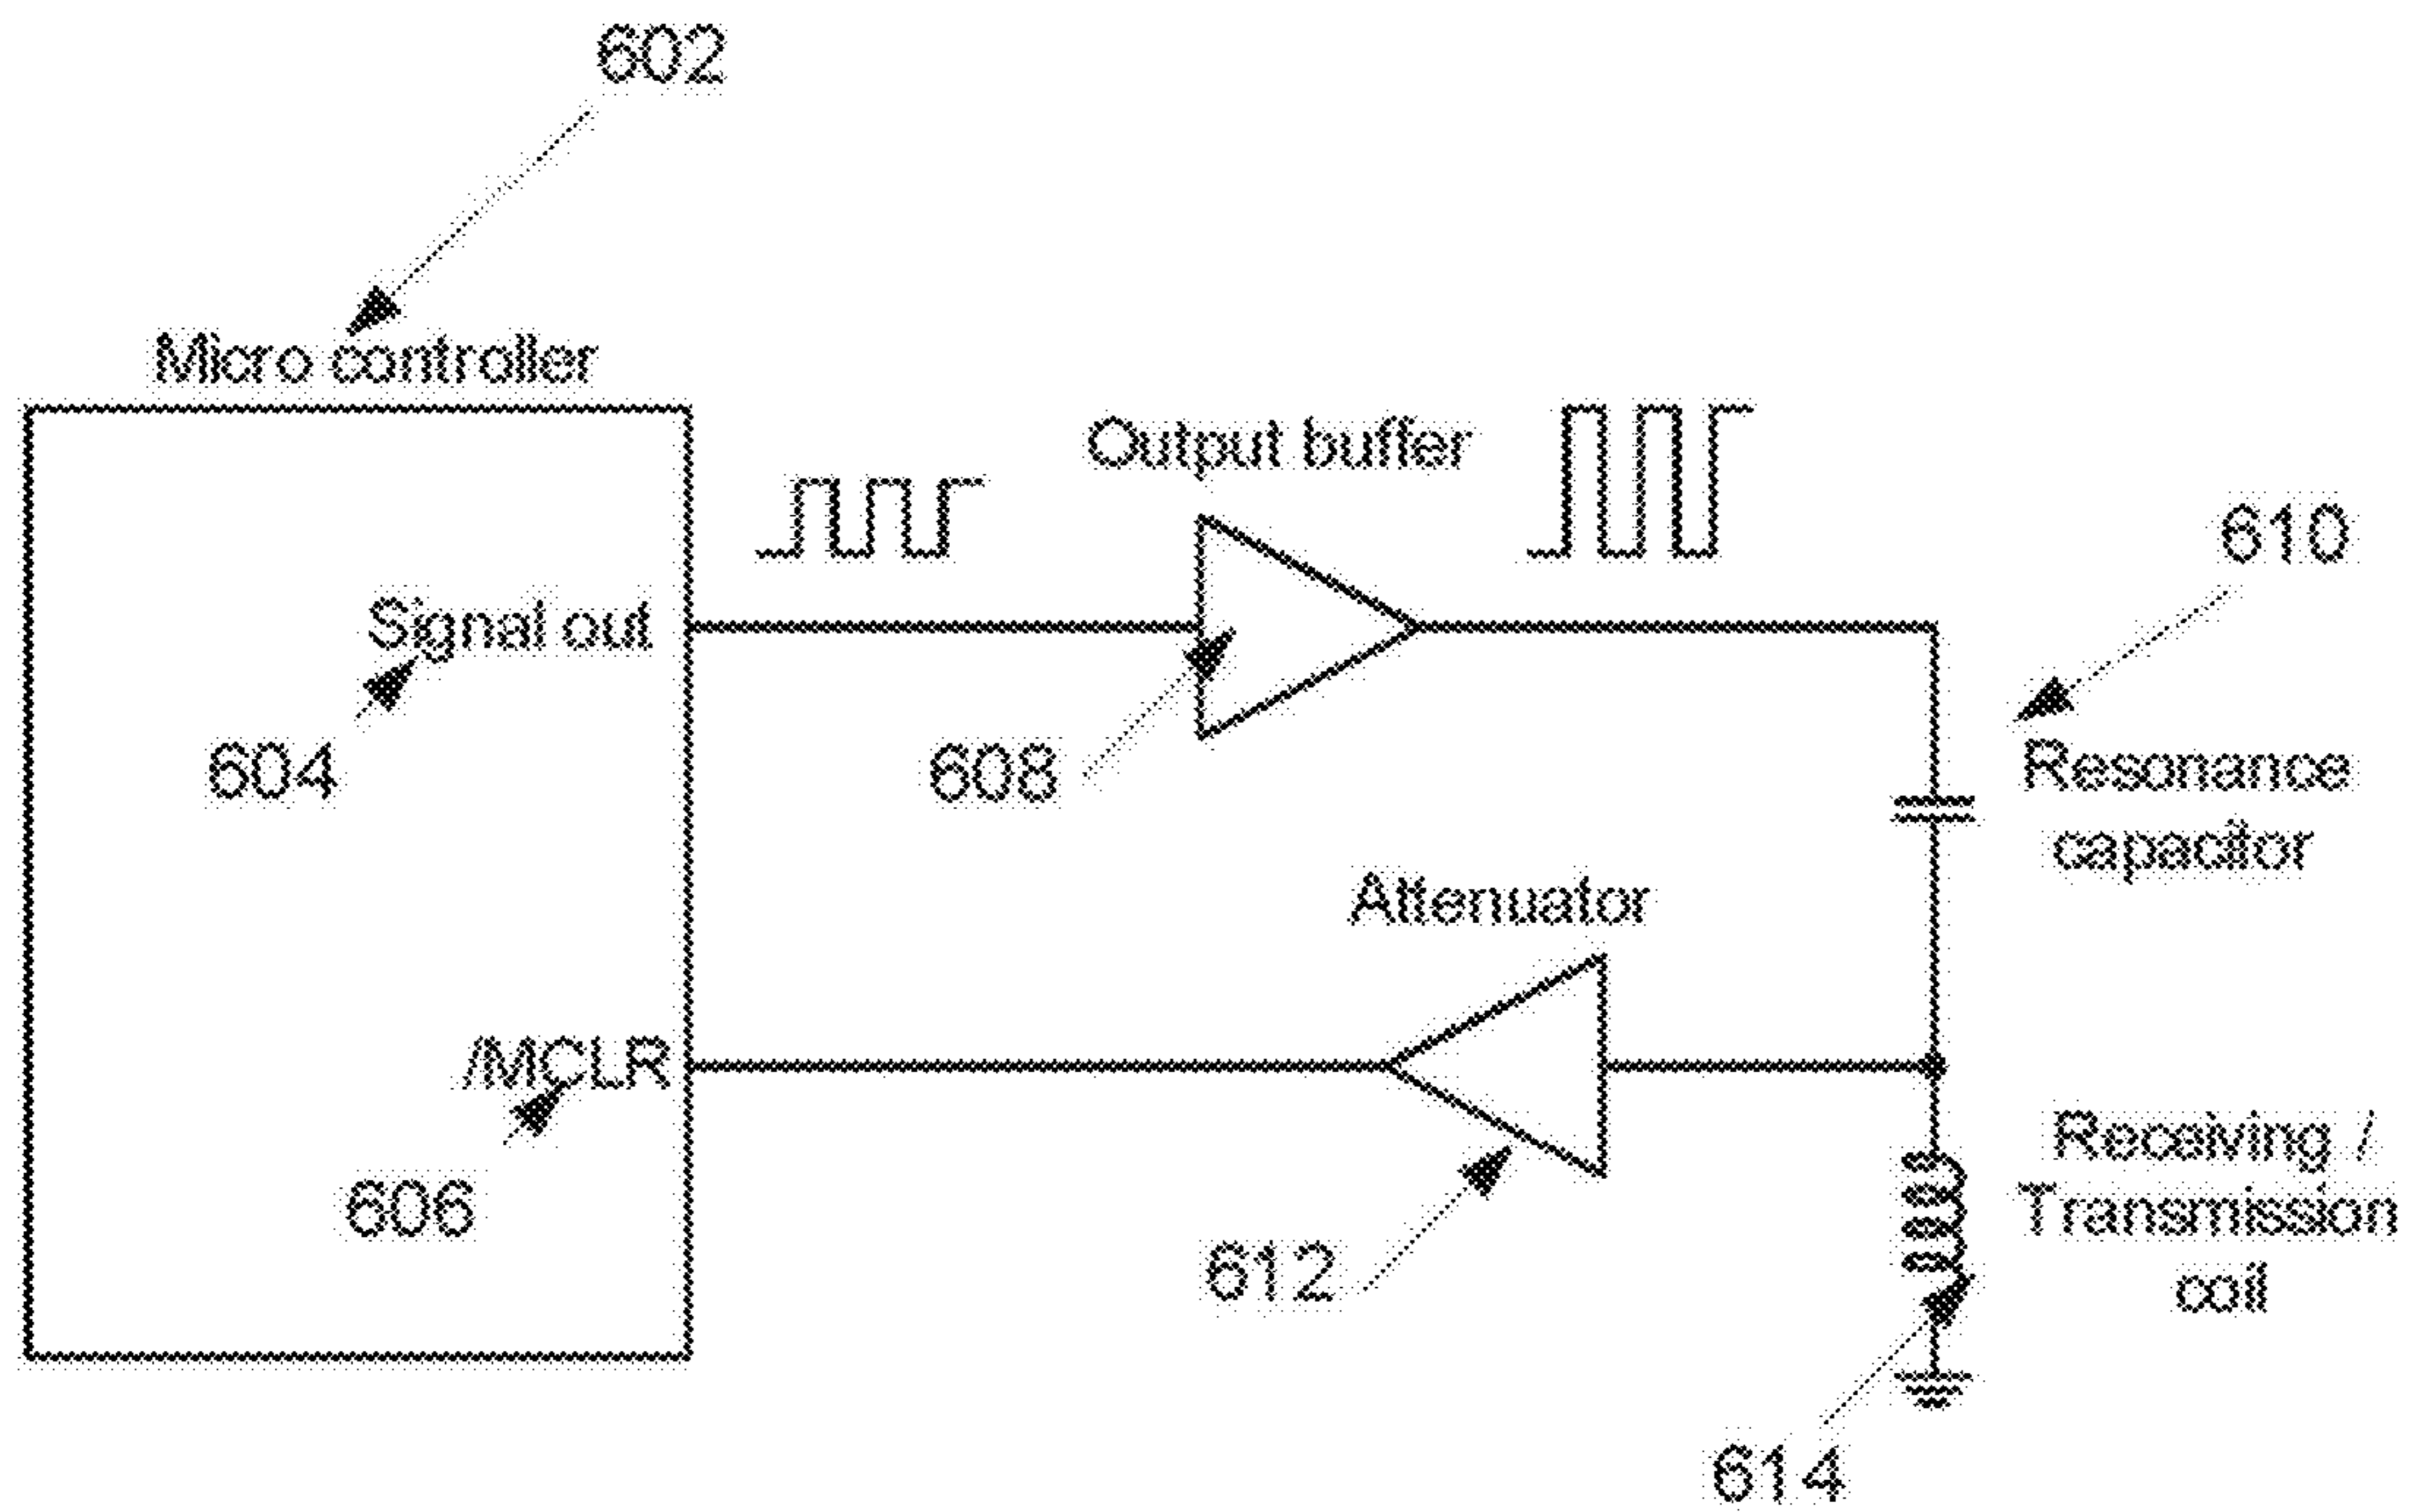 602
Micro controller
Output buffer
610
Signal out
604
608
Resonance
capacitor
Attenuator
/MCLR
606
612
Receiving /
Transmission
coil
614